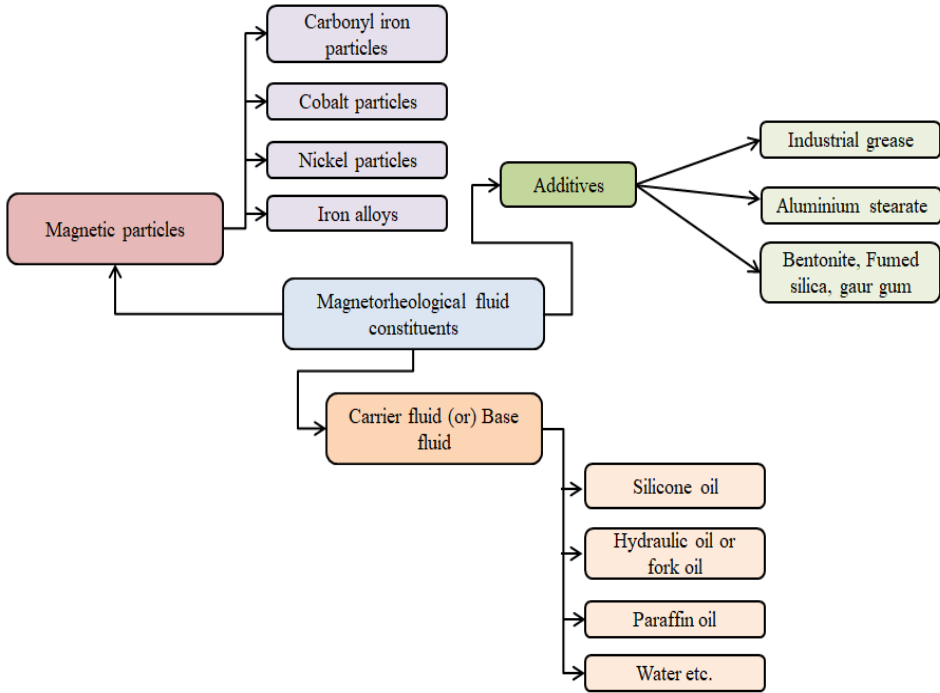 Carbonyl iron
particles
Cobalt particles
Nickel particles
Iron alloys
Magnetic particles
Additives
Industrial grease
Aluminium stearate
Bentonite, Fumed
silica, gaur gum
Magnetorheological fluid
constituents
Carrier fluid (or) Base
fluid
Silicone oil
Hydraulic oil or
fork oil
Paraffin oil
Water etc.